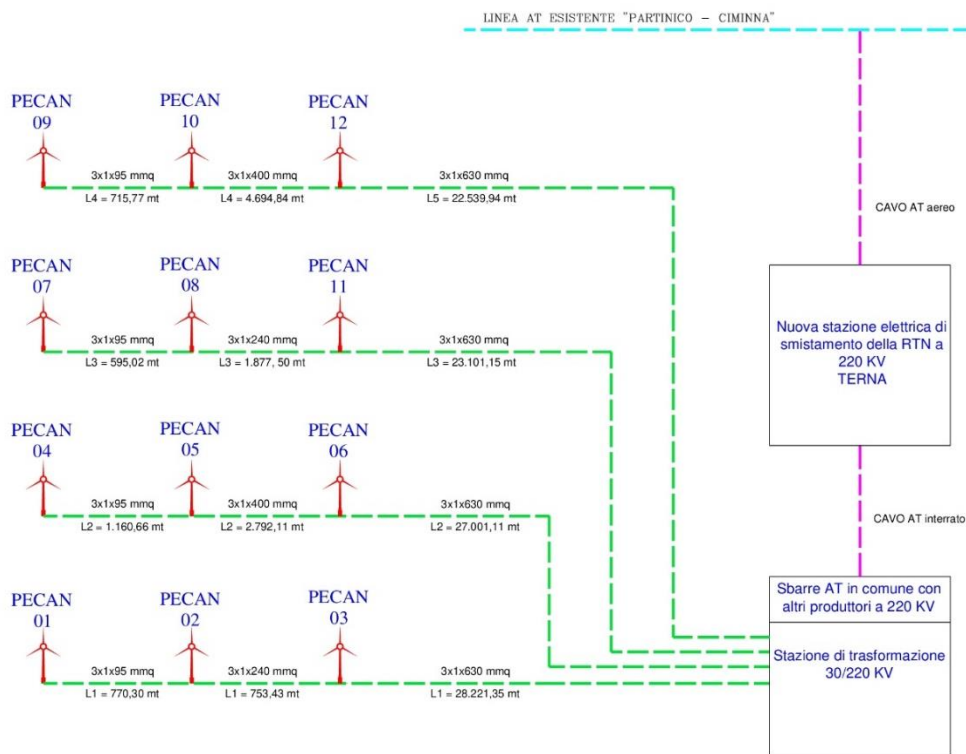 LINEA AT ESISTENTE "PARTINICO – CIMINNA"
PECAN
09
PECAN
10
PECAN
12
3x1x95 mmq
3x1x400 mmq
3x1x630 mmq
L4 = 715,77 mt
L4 = 4.694,84 mt
L5 = 22.539,94 mt
CAVO AT aereo
PECAN
07
PECAN
08
PECAN
11
3x1x95 mmq
3x1x240 mmq
3x1x630 mmq
L3 = 595,02 mt
L3 = 1.877, 50 mt
L3 = 23.101,15 mt
Nuova stazione elettrica di
smistamento della RTN a
220 KV
TERNA
PECAN
04
PECAN
05
PECAN
06
3x1x95 mmq
3x1x400 mmq
3x1x630 mmq
L2 = 1.160,66 mt
L2 = 2.792,11 mt
L2 = 27.001,11 mt
CAVO AT interrato
PECAN
01
PECAN
02
PECAN
03
3x1x95 mmq
3x1x240 mmq
3x1x630 mmq
L1 = 770,30 mt
L1 = 753,43 mt
L1 = 28.221,35 mt
Sbarre AT in comune con
altri produttori a 220 KV
Stazione di trasformazione
30/220 KV